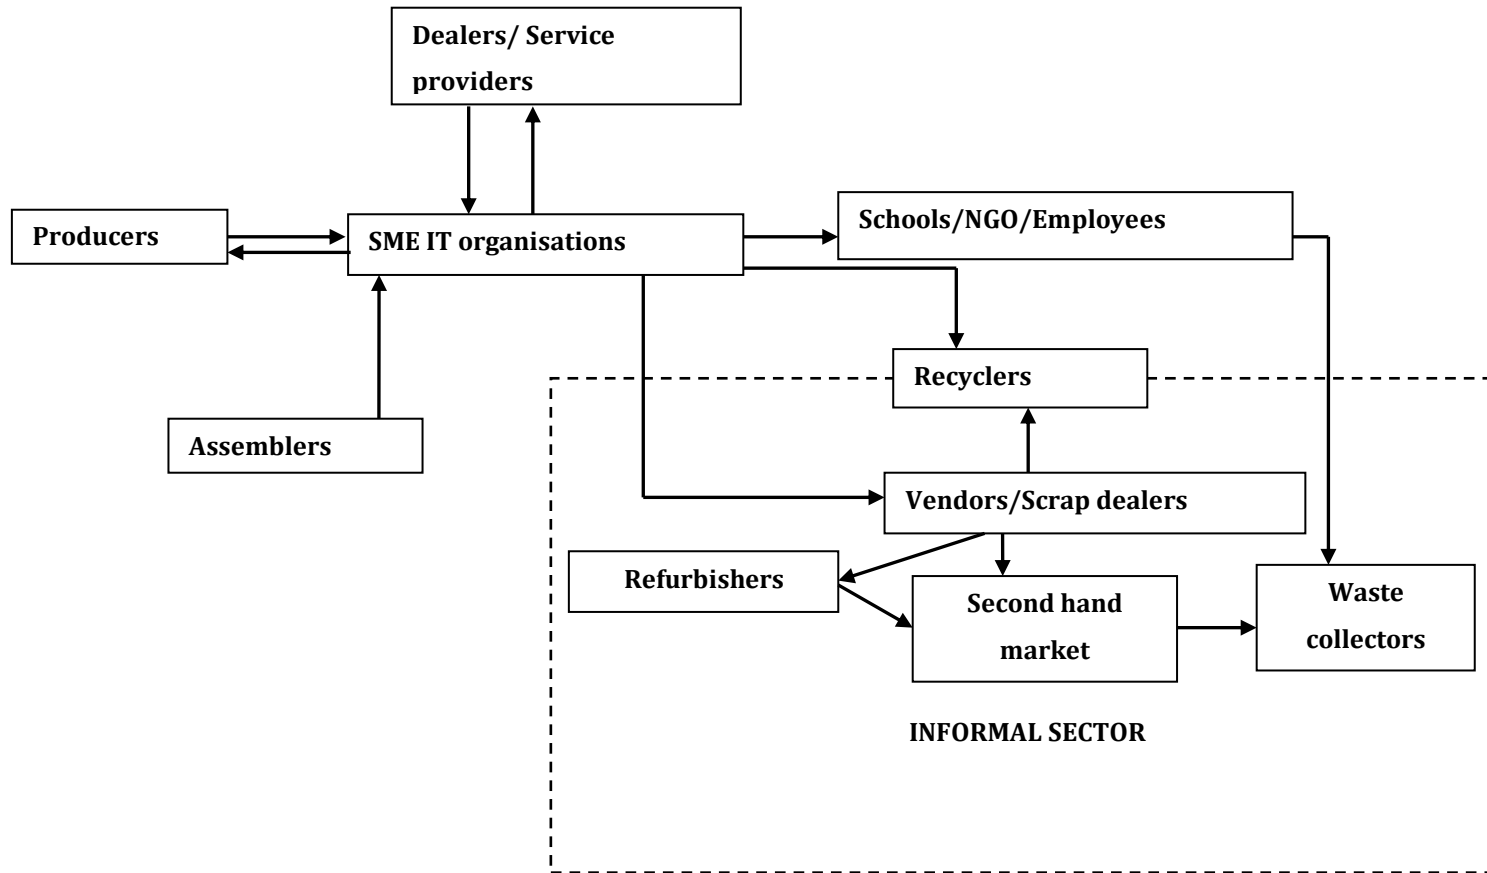 Dealers/ Service
providers
Producers
SME IT organisations
Schools/NGO/Employees
Recyclers
Assemblers
Vendors/Scrap dealers
Refurbishers
Second hand
market
Waste
collectors
INFORMAL SECTOR